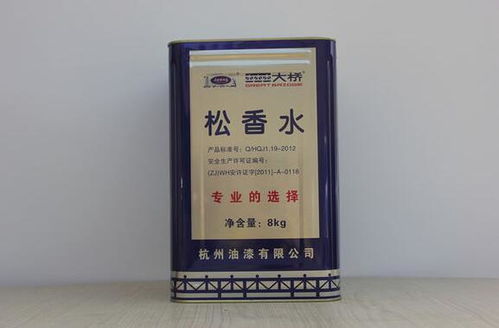 大桥
GREAT BRIDGE
松香水
产品标准号：Q/HQJ1.19-2012
安全生产许可证编号：
(ZJ)WH安许证字[2011]-A-0118
专业的选择
净含量：8kg
杭州油漆有限公司